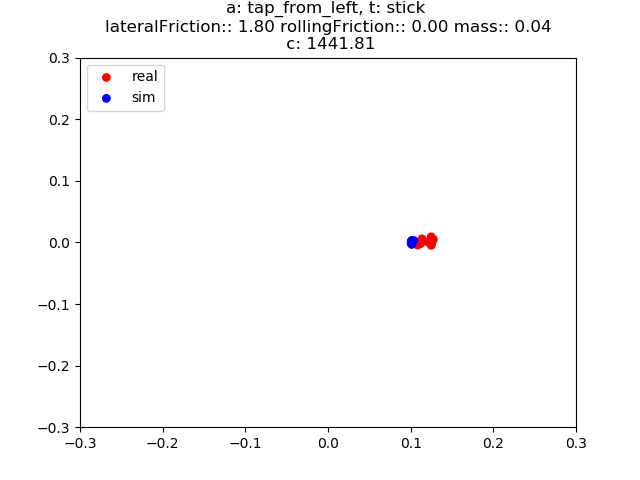 a: tap_from_left, t: stick
lateralFriction:: 1.80 rollingFriction:: 0.00 mass:: 0.04
c: 1441.81
real
sim
0.3
0.2
0.1
0.0
−0.1
−0.2
−0.3
−0.3 −0.2 −0.1 0.0 0.1 0.2 0.3